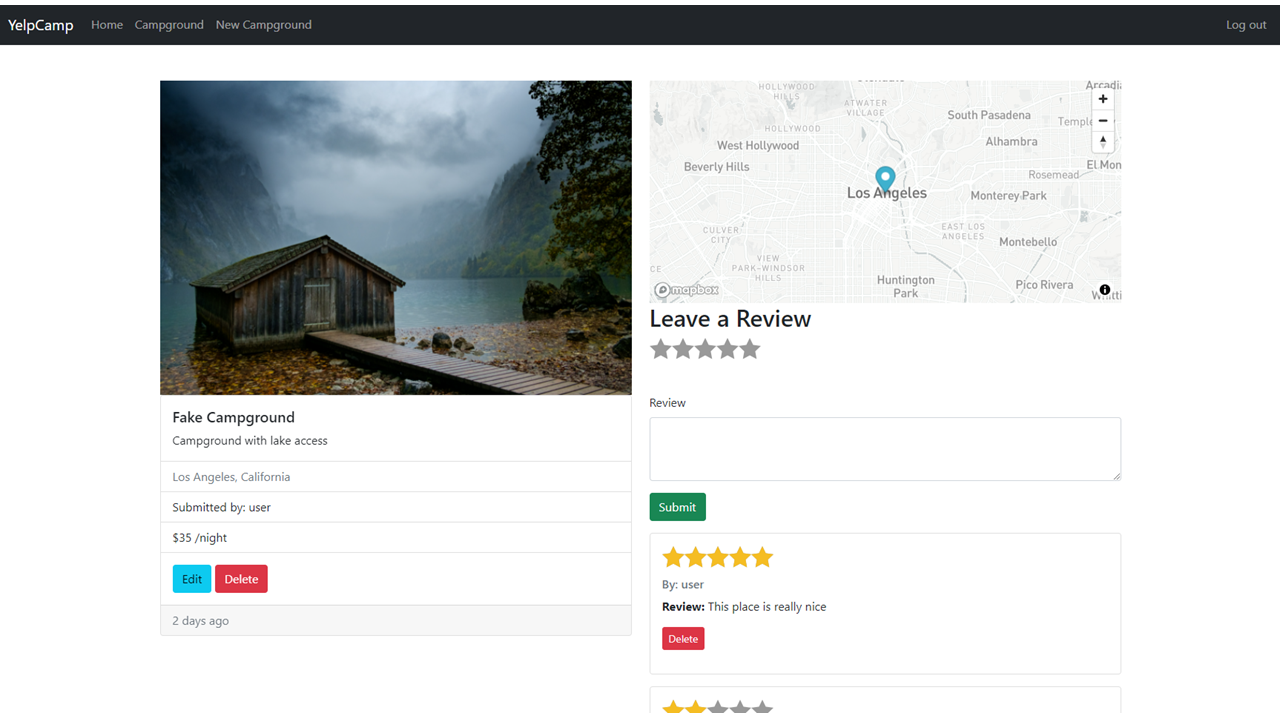 YelpCamp Home Campground New Campground Log out
Fake Campground
Campground with lake access
Los Angeles, California
Submitted by: user
$35 /night
Edit Delete
2 days ago
HOLLYWOOD
HILLS
ATWATER
VILLAGE
Arcadi
South Pasadena
Temple
HOLLYWOOD
West Hollywood
Alhambra
Beverly Hills
El Mon
Rosemead
Los Angeles
Monterey Park
CULVER
CITY
EAST LOS
ANGELES
Montebello
VIEW
PARK-WINDSOR
HILLS
CE
Huntington
Park
Pico Rivera
Whitti
mapbox
Leave a Review
Review
Submit
By: user
Review: This place is really nice
Delete